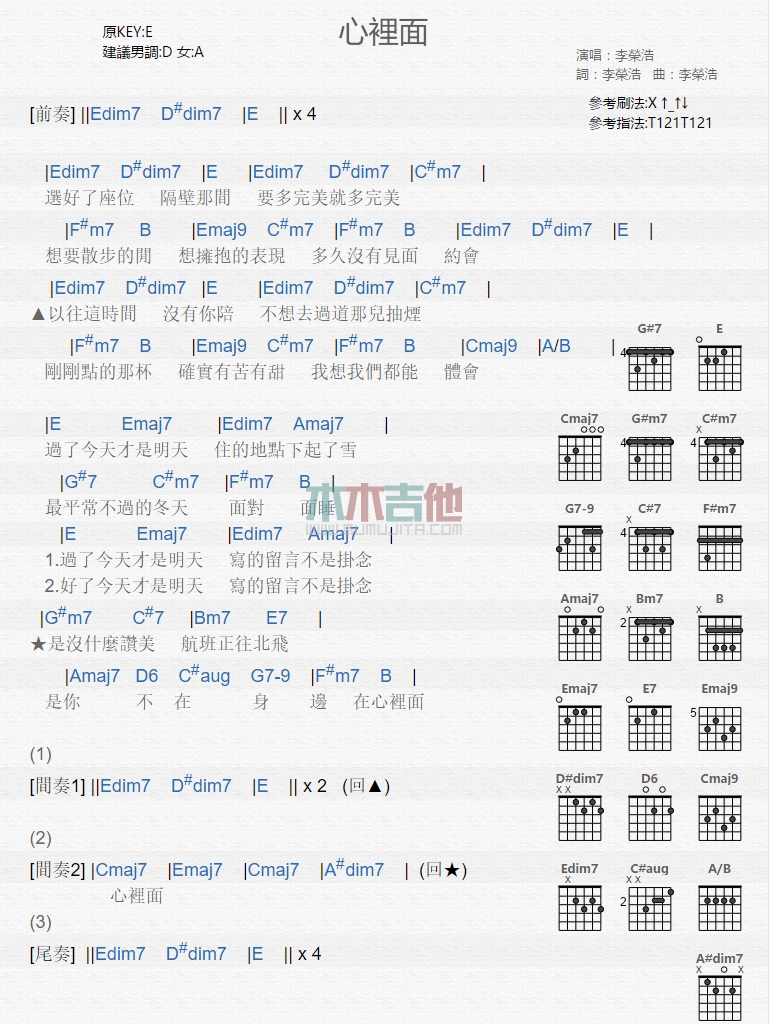 心裡面
原KEY:E
建議男調:D 女:A
演唱：李榮浩
詞：李榮浩 曲：李榮浩
參考刷法:X↑_↑↓
參考指法:T121T121
[前奏] ||Edim7 D#dim7 |E || x 4
|Edim7 D#dim7 |E |Edim7 D#dim7 |C#m7 |
選好了座位 隔壁那間 要多完美就多完美
|F#m7 B |Emaj9 C#m7 |F#m7 B |Edim7 D#dim7 |E |
想要散步的閒 想擁抱的表現 多久沒有見面 約會
|Edim7 D#dim7 |E |Edim7 D#dim7 |C#m7 |
▲以往這時間 沒有你陪 不想去過道那兒抽煙
|F#m7 B |Emaj9 C#m7 |F#m7 B |Cmaj9 |A/B |
剛剛點的那杯 確實有苦有甜 我想我們都能 體會
|E Emaj7 |Edim7 Amaj7 |
過了今天才是明天 住的地點下起了雪
|G#7 C#m7 |F#m7 B |
最平常不過的冬天 面對 面睡
|E Emaj7 |Edim7 Amaj7 |
1.過了今天才是明天 寫的留言不是掛念
2.好了今天才是明天 寫的留言不是掛念
|G#m7 C#7 |Bm7 E7 |
★是沒什麼讚美 航班正往北飛
|Amaj7 D6 C#aug G7-9 |F#m7 B |
是你 不 在 身 邊 在心裡面
(1)
[間奏1] ||Edim7 D#dim7 |E || x 2 (回▲)
(2)
[間奏2] |Cmaj7 |Emaj7 |Cmaj7 |A#dim7 | (回★)
心裡面
(3)
[尾奏] ||Edim7 D#dim7 |E || x 4
木木吉他
WWW.MUMUJITA.COM
G#7 E
4
Cmaj7 G#m7 C#m7
X
4 4
G7-9 C#7 F#m7
X
4
Amaj7 Bm7 B
X X
2
Emaj7 E7 Emaj9
5
D#dim7 D6 Cmaj9
X X
Edim7 C#aug A/B
X X X
2
A#dim7
X X